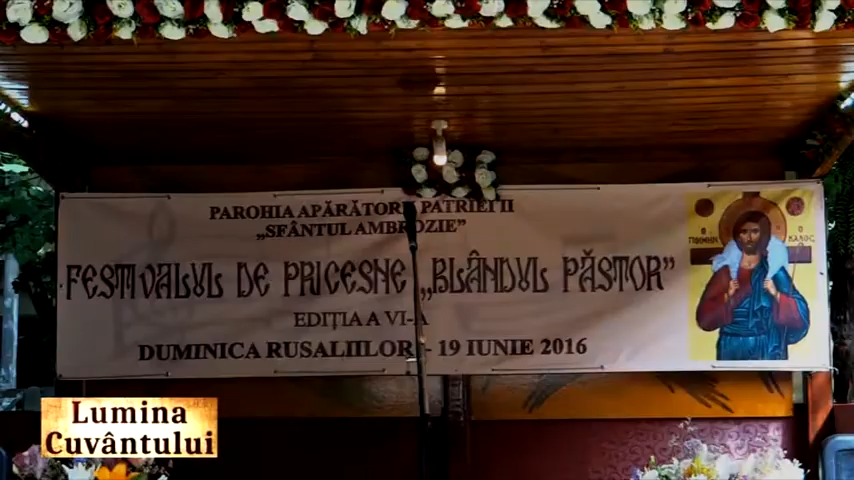 PAROHIA APĂRĂTORII PATRIEI II
„SFÂNTUL AMBROZIE”
FESTIVALUL DE PRICESNE „BLÂNDUL PĂSTOR”
EDIȚIA A VI-A
DUMINICA RUSALIILOR - 19 IUNIE 2016
Lumina
Cuvântului